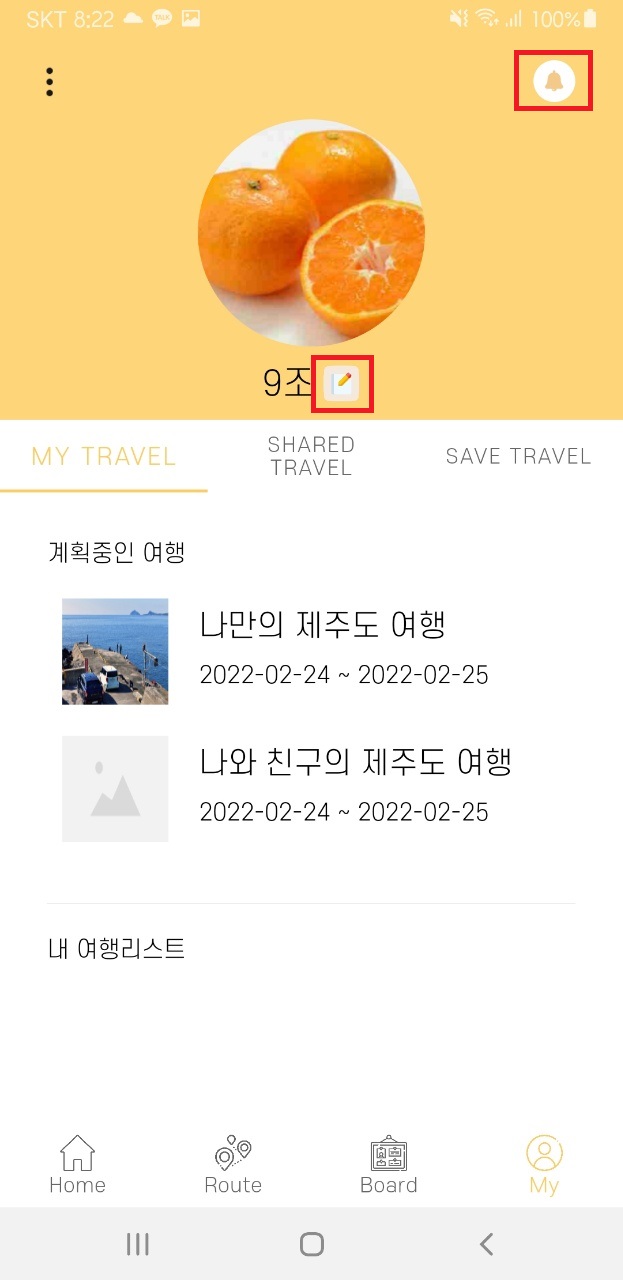 SKT 8:22
100%
9조
MY TRAVEL
SHARED
TRAVEL
SAVE TRAVEL
계획중인 여행
나만의 제주도 여행
2022-02-24 ~ 2022-02-25
나와 친구의 제주도 여행
2022-02-24 ~ 2022-02-25
내 여행리스트
Home
Route
Board
My